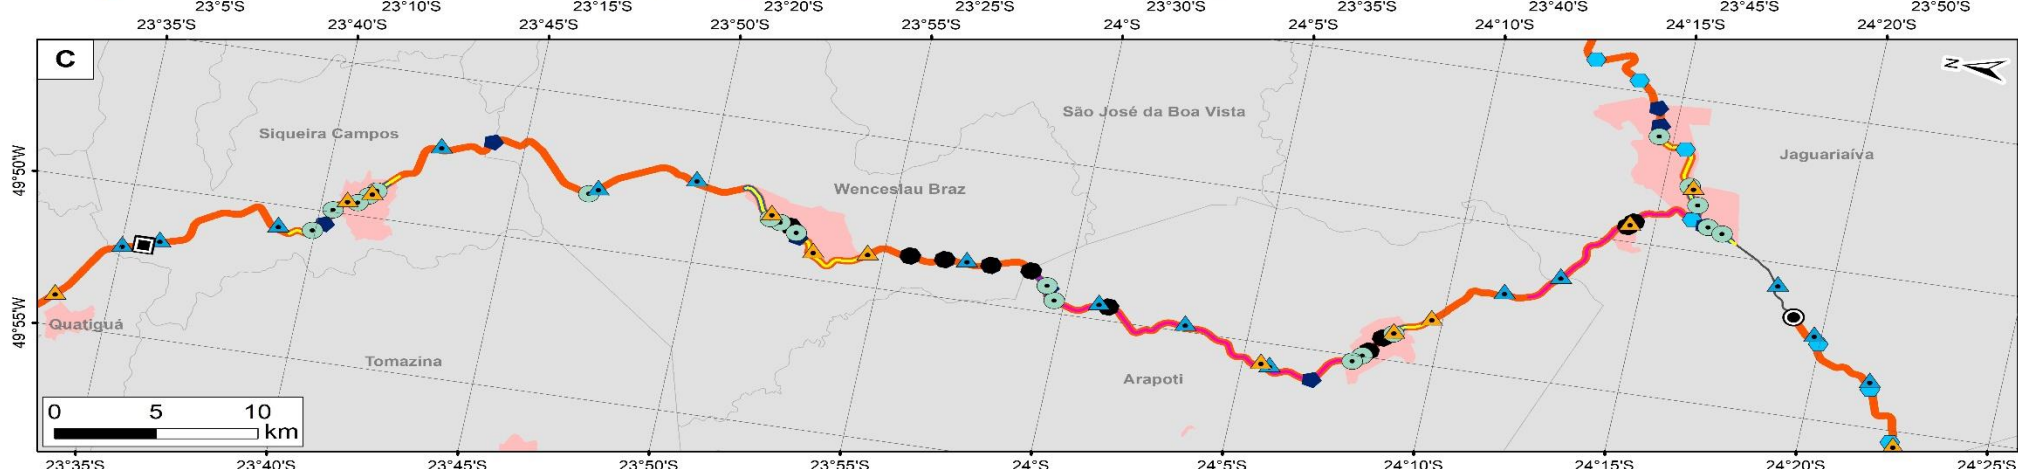 23°5'S 23°10'S 23°15'S 23°20'S 23°25'S 23°30'S 23°35'S 23°40'S 23°45'S 23°50'S
23°35'S 23°40'S 23°45'S 23°50'S 23°55'S 24°S 24°5'S 24°10'S 24°15'S 24°20'S
C
N
São José da Boa Vista
Siqueira Campos
Jaguariaíva
49°50'W
Wenceslau Braz
49°55'W
Quatiguá
Tomazina
Arapoti
0 5 10
km
23°35'S 23°40'S 23°45'S 23°50'S 23°55'S 24°S 24°5'S 24°10'S 24°15'S 24°20'S 24°25'S